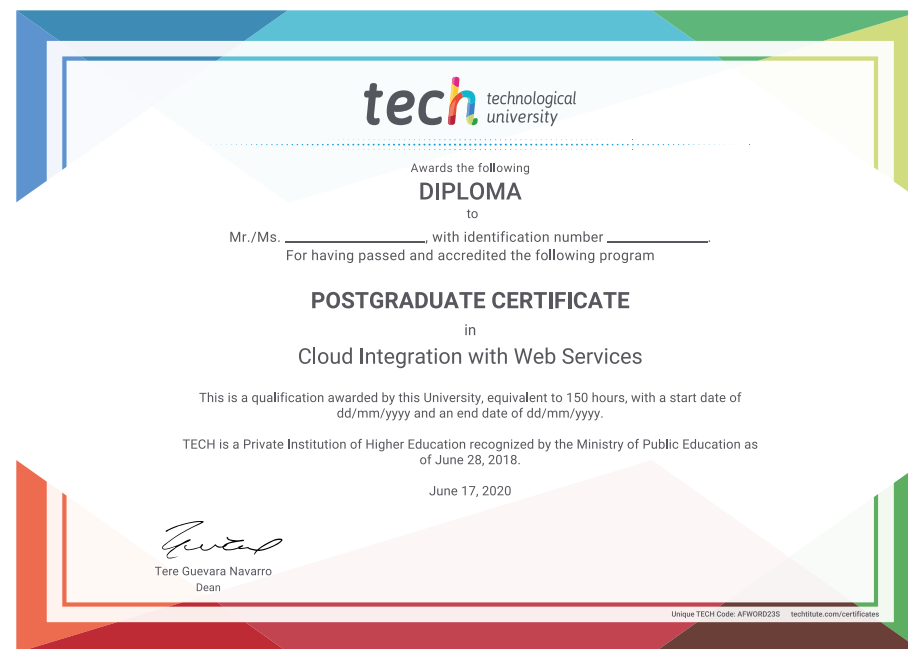 tech technological
university
Awards the following
DIPLOMA
to
Mr./Ms. ____________________, with identification number ______________.
For having passed and accredited the following program
POSTGRADUATE CERTIFICATE
in
Cloud Integration with Web Services
This is a qualification awarded by this University, equivalent to 150 hours, with a start date of
dd/mm/yyyy and an end date of dd/mm/yyyy.
TECH is a Private Institution of Higher Education recognized by the Ministry of Public Education as
of June 28, 2018.
June 17, 2020
Tere Guevara Navarro
Dean
Unique TECH Code: AFWORD23S techtitute.com/certificates